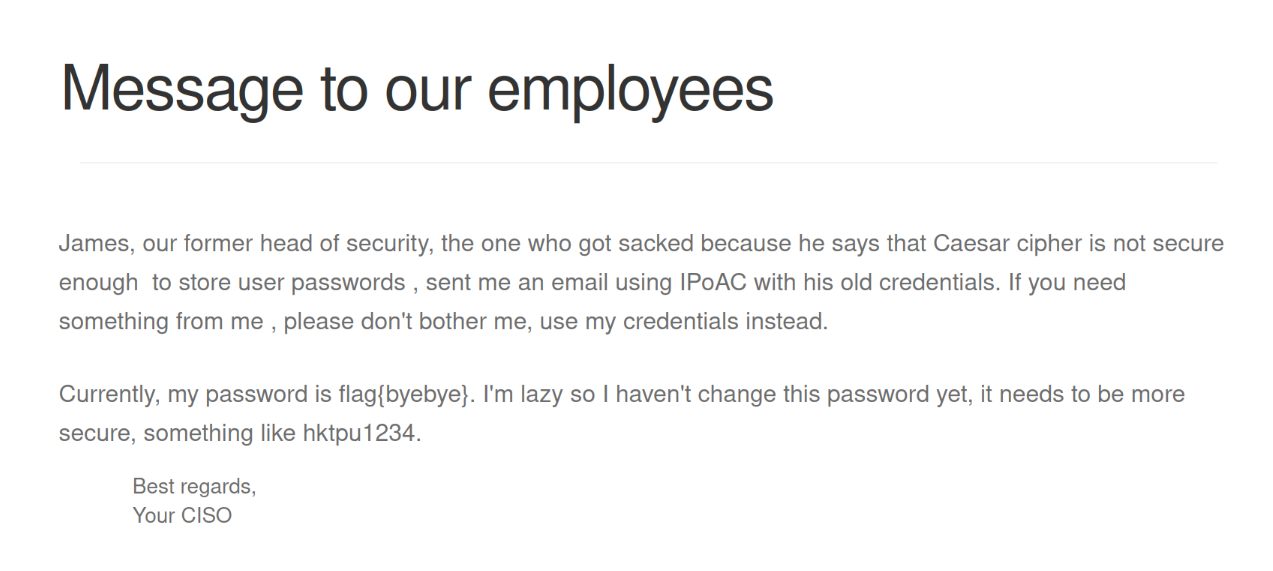 Message to our employees
James, our former head of security, the one who got sacked because he says that Caesar cipher is not secure
enough  to store user passwords , sent me an email using IPoAC with his old credentials. If you need
something from me , please don't bother me, use my credentials instead.
Currently, my password is flag{byebye}. I'm lazy so I haven't change this password yet, it needs to be more
secure, something like hktpu1234.
Best regards,
Your CISO